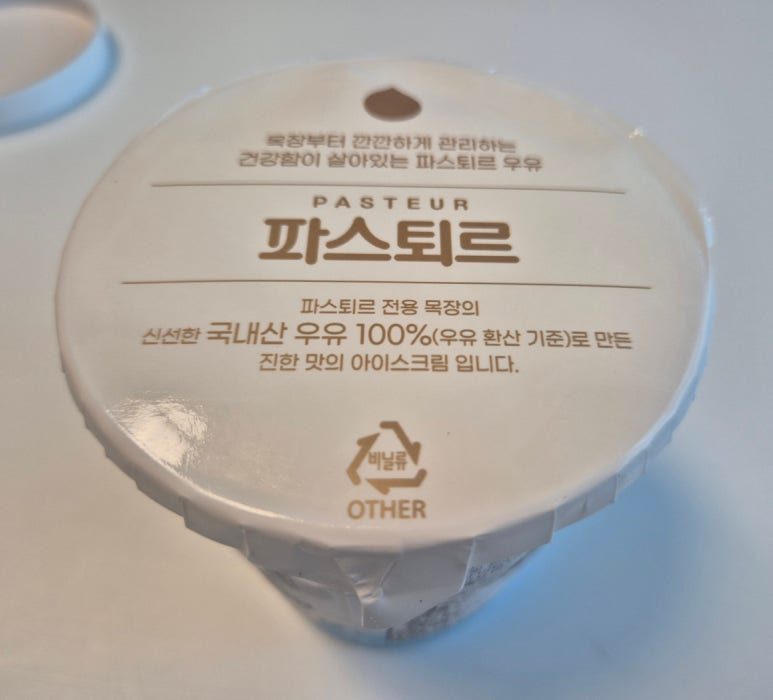 목장부터 깐깐하게 관리하는
건강함이 살아있는 파스퇴르 우유
PASTEUR
파스퇴르
파스퇴르 전용 목장의
신선한 국내산 우유 100%(우유 환산 기준)로 만든
진한 맛의 아이스크림 입니다.
비닐류
OTHER